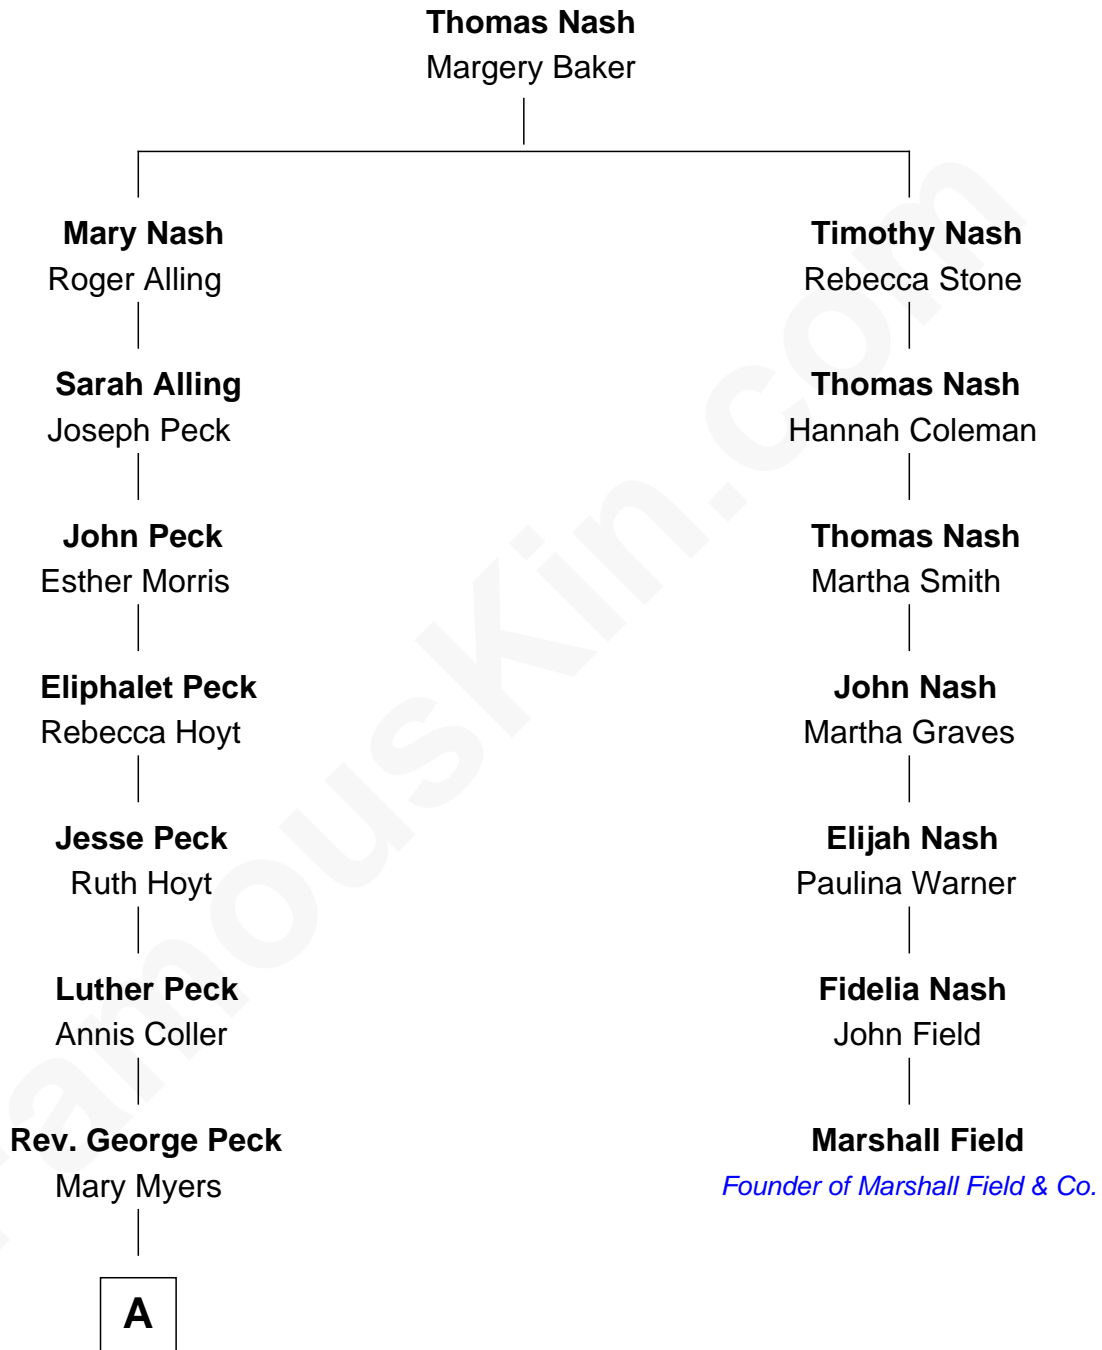 Thomas Nash
Margery Baker
Mary Nash
Roger Alling
Timothy Nash
Rebecca Stone
Sarah Alling
Joseph Peck
Thomas Nash
Hannah Coleman
John Peck
Esther Morris
Thomas Nash
Martha Smith
Eliphalet Peck
Rebecca Hoyt
John Nash
Martha Graves
Jesse Peck
Ruth Hoyt
Elijah Nash
Paulina Warner
Luther Peck
Annis Coller
Fidelia Nash
John Field
Rev. George Peck
Mary Myers
Marshall Field
Founder of Marshall Field & Co.
A
FamousKin.com